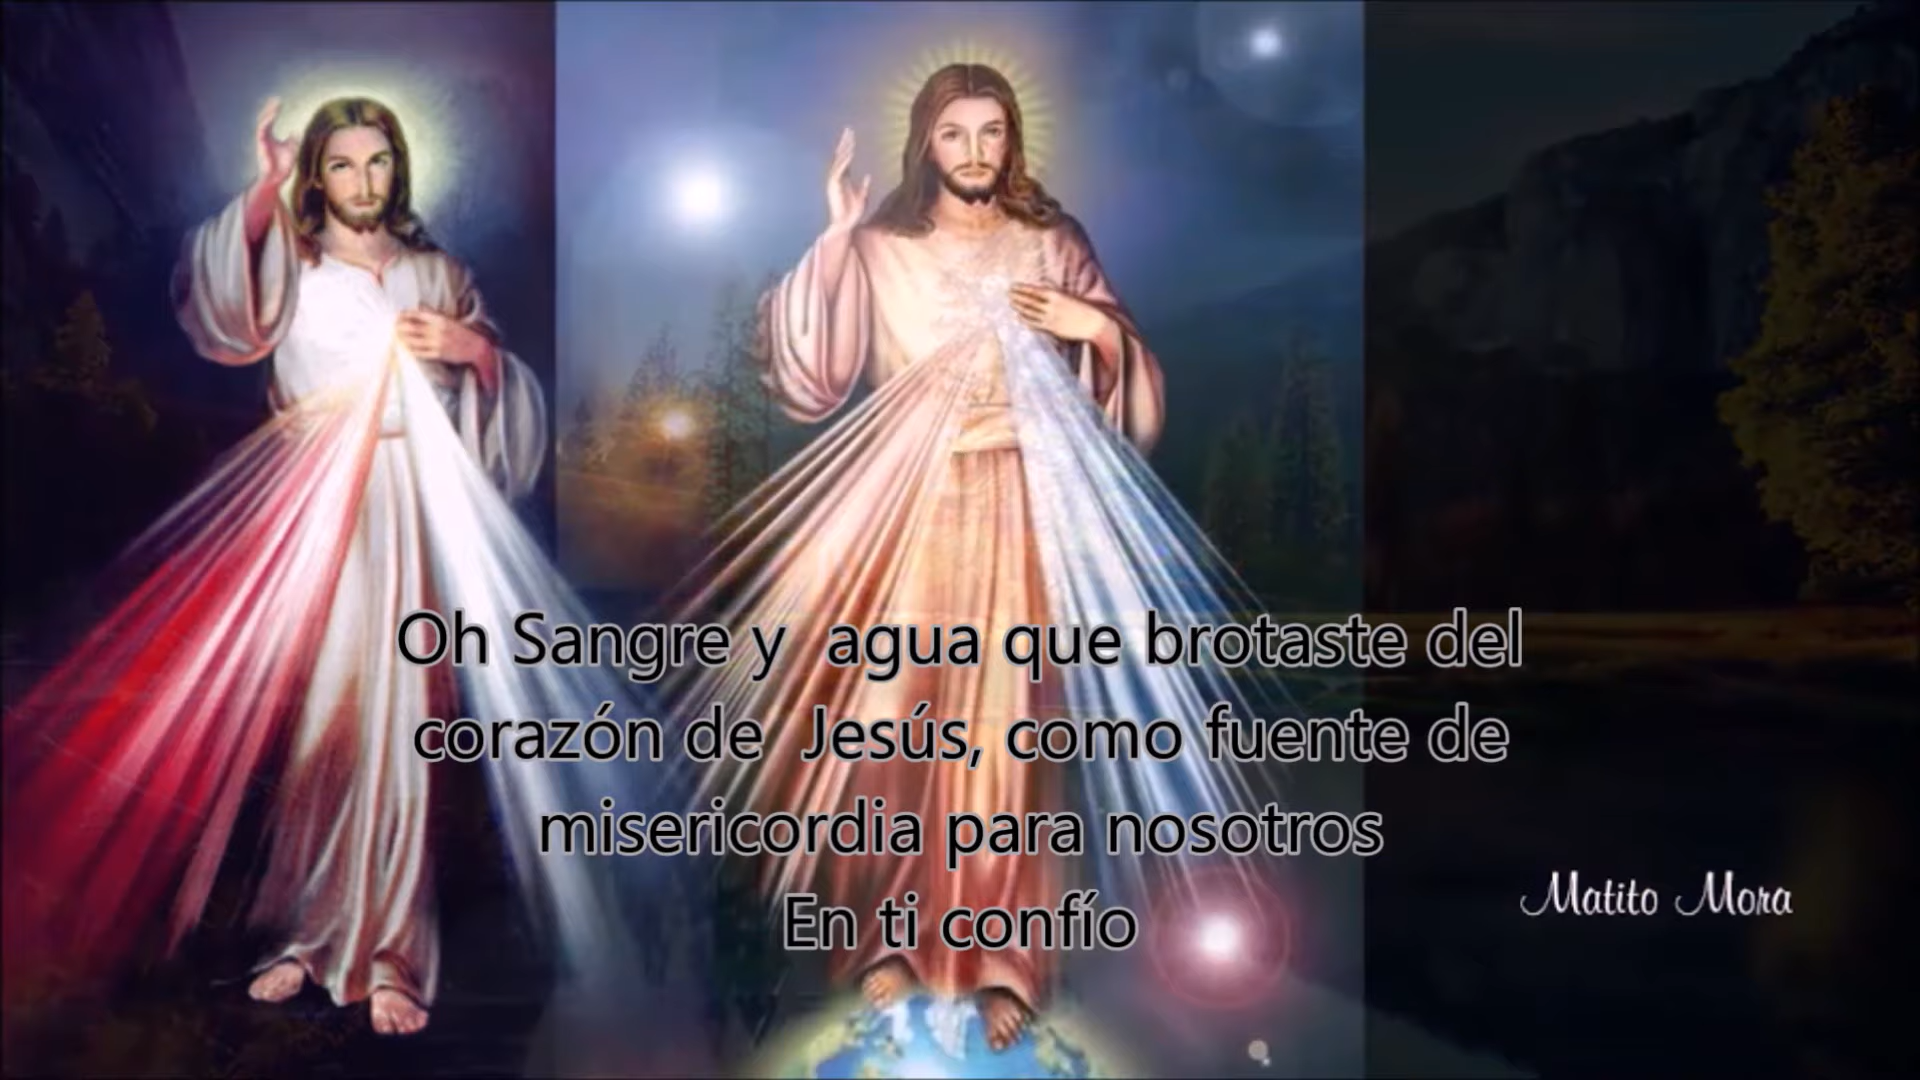 Oh Sangre y  agua que brotaste del
corazón de  Jesús, como fuente de
misericordia para nosotros
En ti confío
Matito Mora